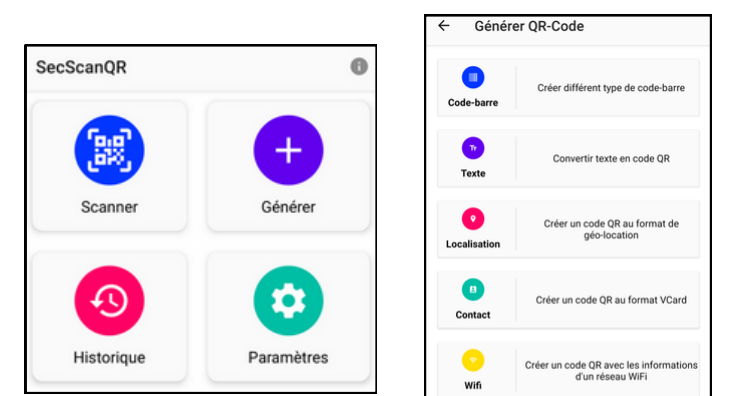 SecScanQR
Scanner
Générer
Historique
Paramètres
Générer QR-Code
Code-barre
Créer différent type de code-barre
Tr
Texte
Convertir texte en code QR
Localisation
Créer un code QR au format de
géo-location
Contact
Créer un code QR au format VCard
Wifi
Créer un code QR avec les informations
d'un réseau WiFi